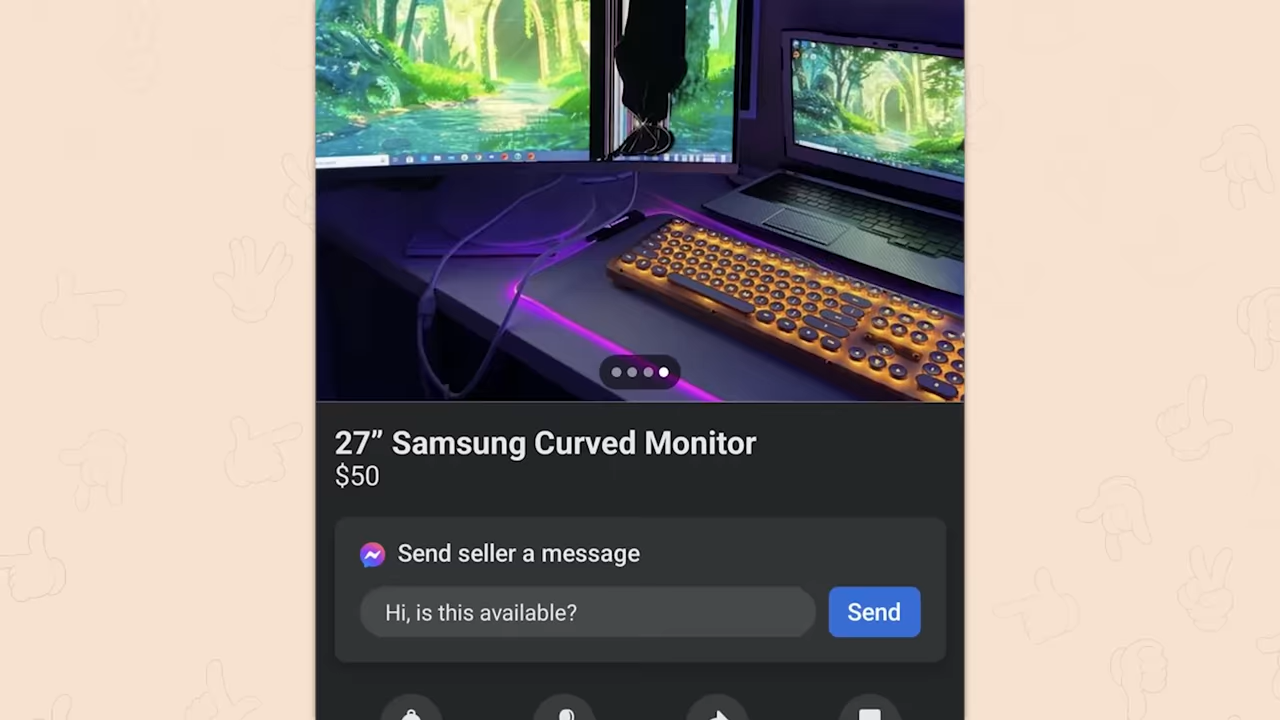 27” Samsung Curved Monitor
$50
Send seller a message
Hi, is this available?
Send